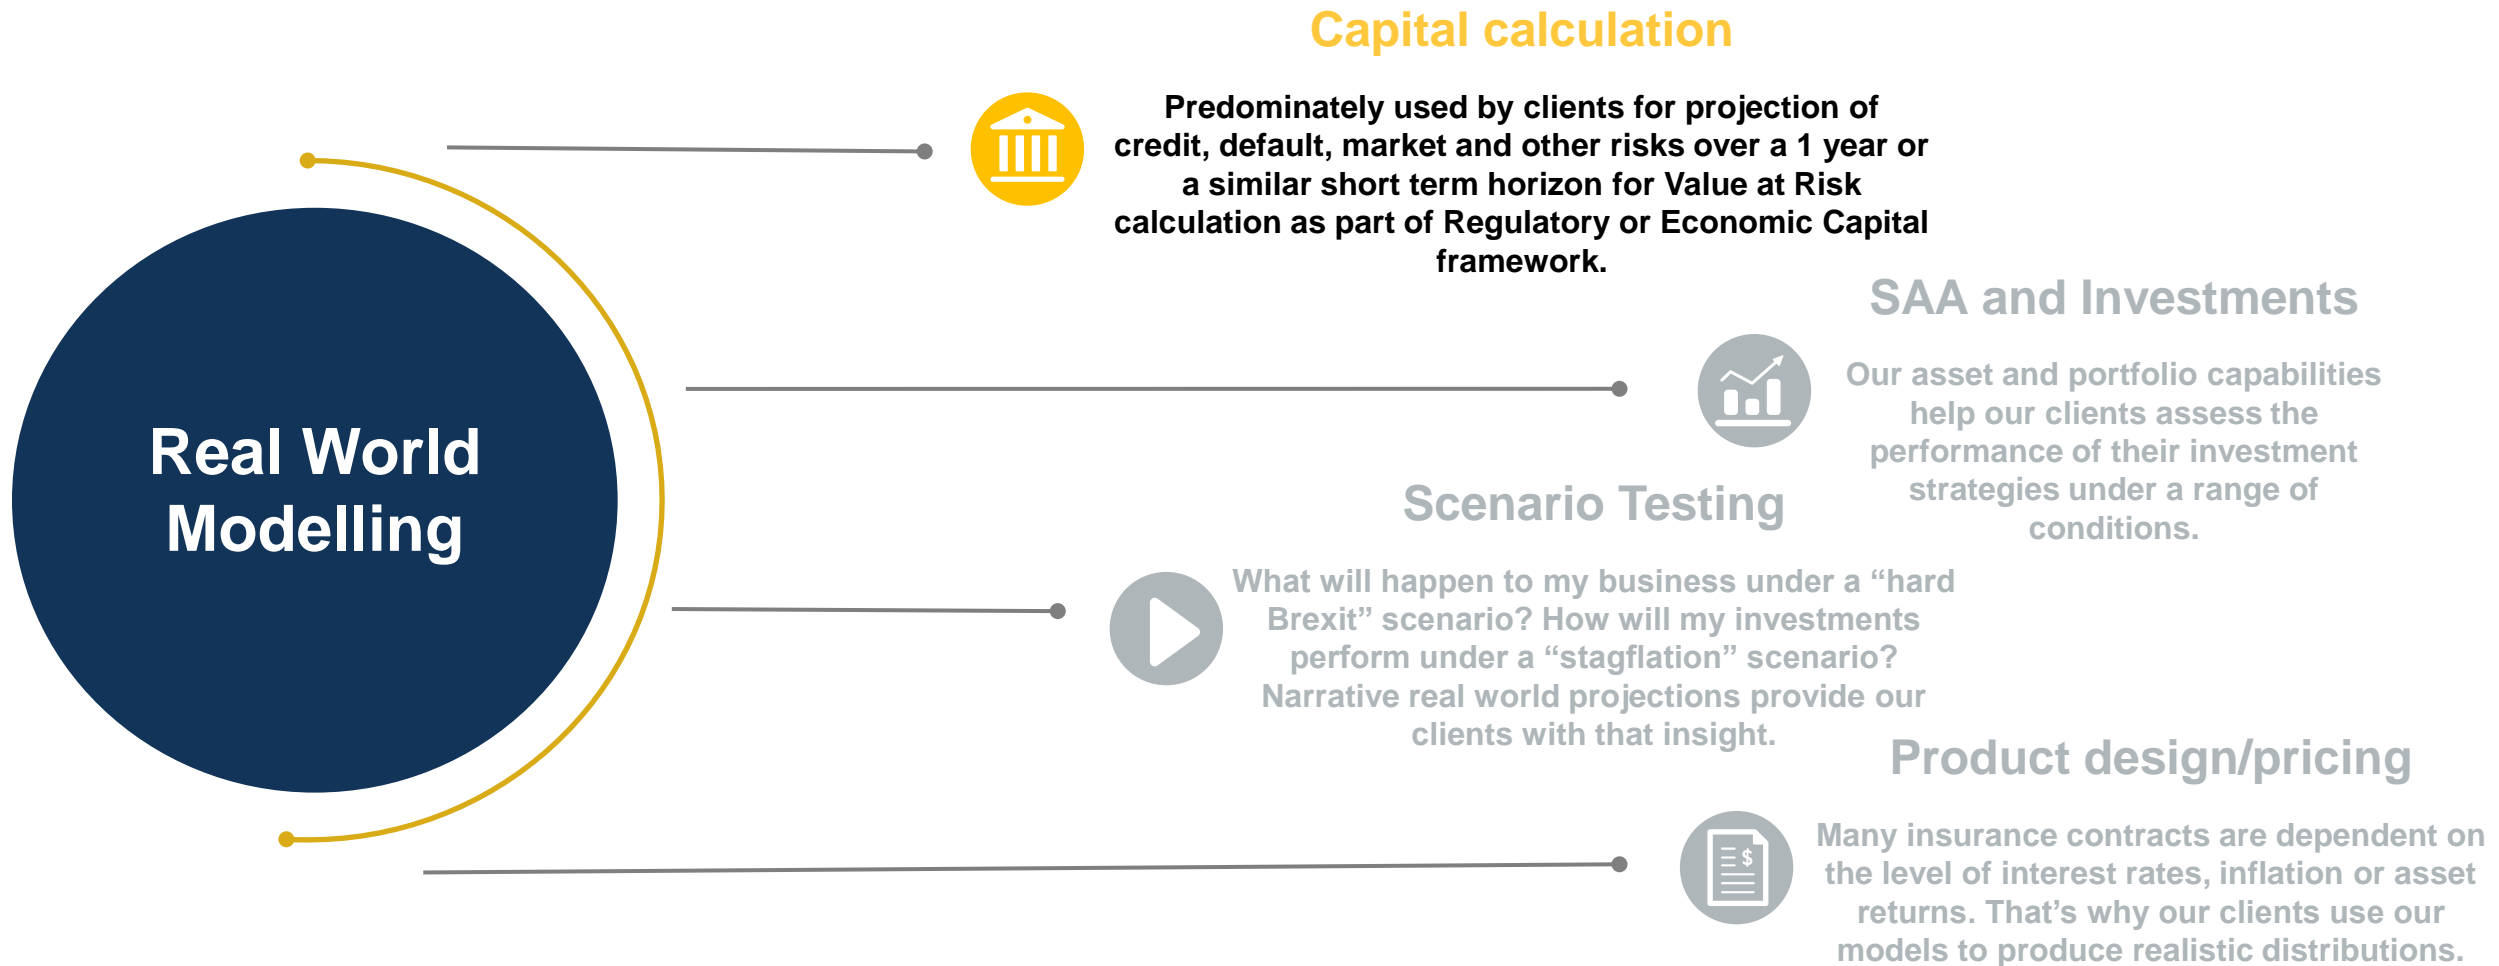 Capital calculation
Predominately used by clients for projection of
credit, default, market and other risks over a 1 year or
a similar short term horizon for Value at Risk
calculation as part of Regulatory or Economic Capital
framework.
SAA and Investments
Our asset and portfolio capabilities
help our clients assess the
performance of their investment
strategies under a range of
conditions.
Real World
Modelling
Scenario Testing
What will happen to my business under a “hard
Brexit” scenario? How will my investments
perform under a “stagflation” scenario?
Narrative real world projections provide our
clients with that insight.
Product design/pricing
$
Many insurance contracts are dependent on
the level of interest rates, inflation or asset
returns. That’s why our clients use our
models to produce realistic distributions.